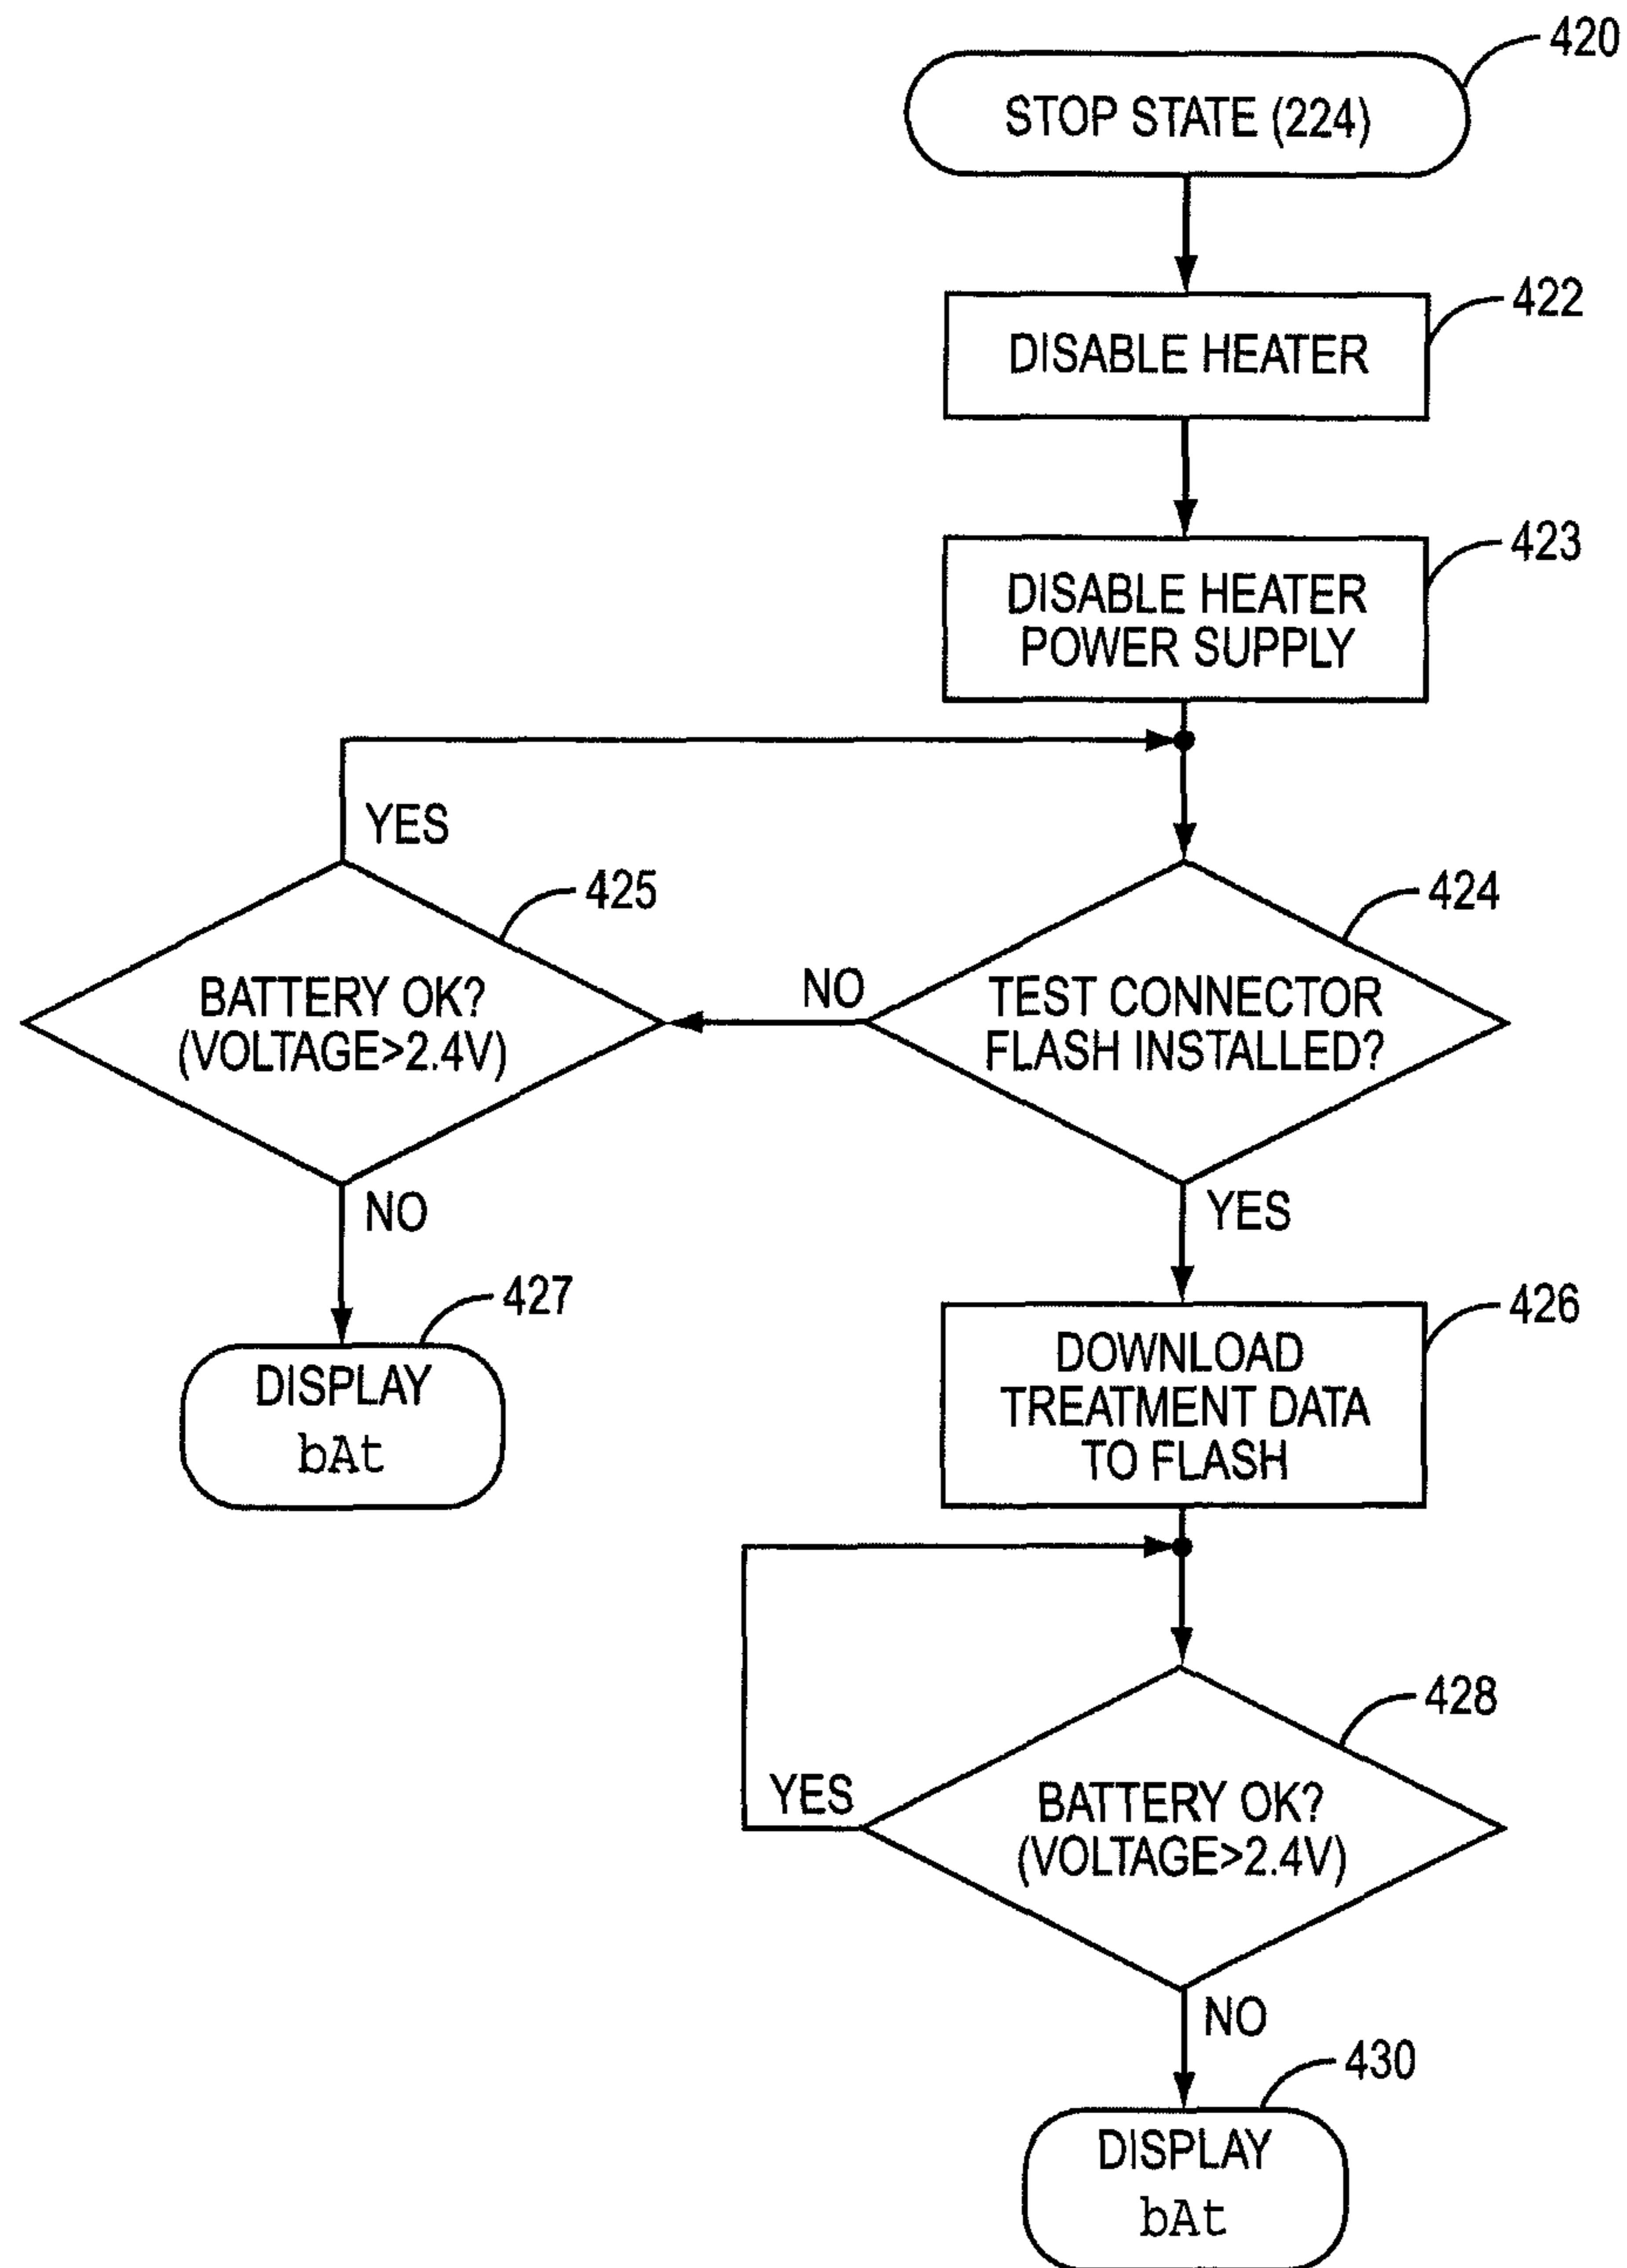 420
STOP STATE (224)
422
DISABLE HEATER
423
DISABLE HEATER
POWER SUPPLY
YES
425
424
BATTERY OK?
(VOLTAGE>2.4V)
NO
TEST CONNECTOR
FLASH INSTALLED?
NO
YES
427
DISPLAY
bAt
426
DOWNLOAD
TREATMENT DATA
TO FLASH
428
YES
BATTERY OK?
(VOLTAGE>2.4V)
NO
430
DISPLAY
bAt